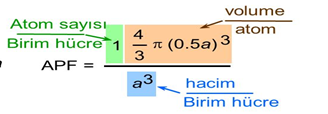 Atom sayısı
Birim hücre
volume
atom
APF = 1 4/3 π (0.5a)³
a³
hacim
Birim hücre